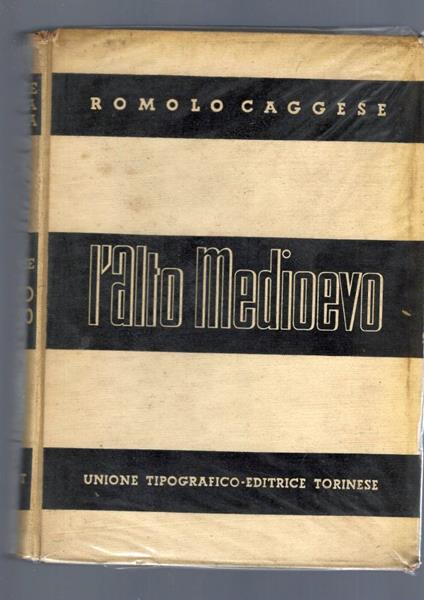 ROMOLO CAGGESE
l'alto Medioevo
UNIONE TIPOGRAFICO-EDITRICE TORINESE